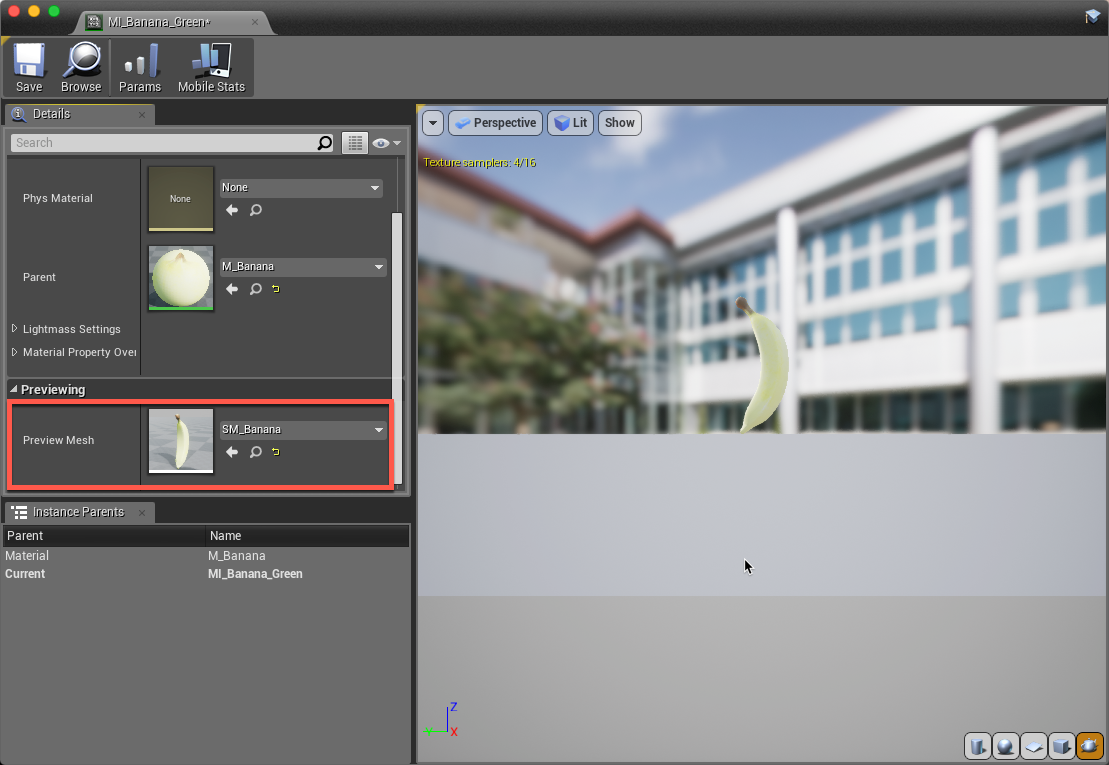 MI_Banana_Green*
Save
Browse
Params
Mobile Stats
Details
Search
Phys Material
None
None
Parent
M_Banana
Lightmass Settings
Material Property Over
Previewing
Preview Mesh
SM_Banana
Instance Parents
Parent
Name
Material
M_Banana
Current
MI_Banana_Green
Perspective
Lit
Show
Texture samplers: 4/16
Z
Y
X